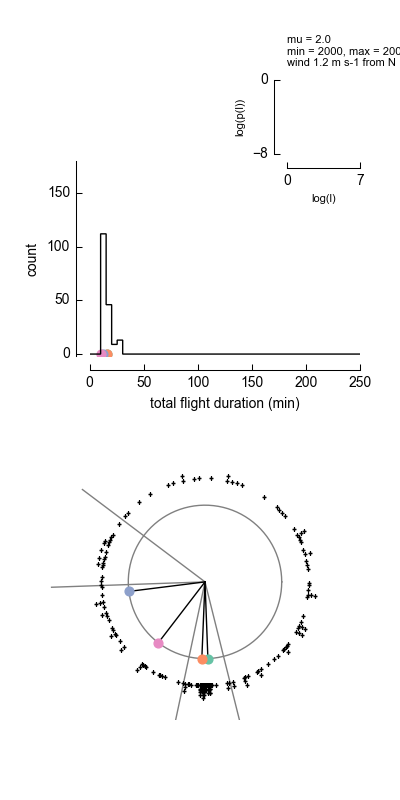 mu = 2.0
min = 2000, max = 200
wind 1.2 m s-1 from N
0
log(p(l))
−8
0 7
log(l)
150
100
count
50
0
0 50 100 150 200 250
total flight duration (min)